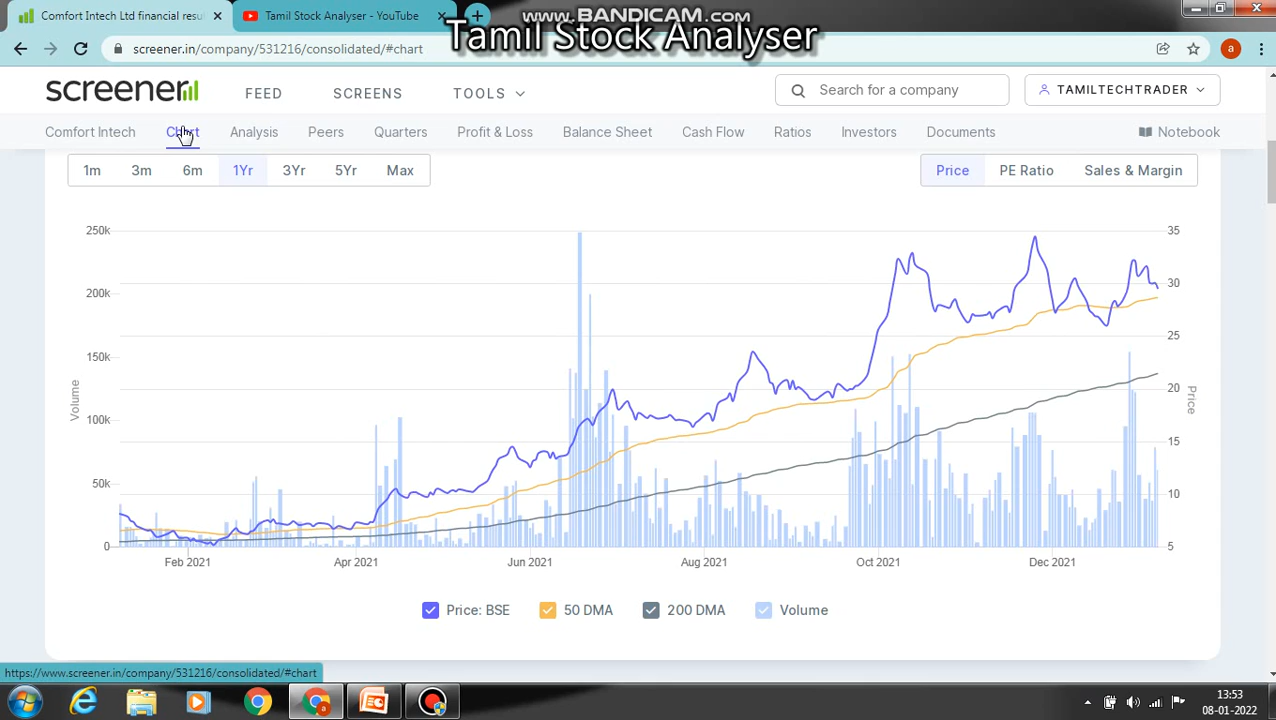 Comfort Intech Ltd financial resu
Tamil Stock Analyser - YouTube
www.BANDICAM.com
Tamil Stock Analyser
screener.in/company/531216/consolidated/#chart
a
screener
FEED
SCREENS
TOOLS
Search for a company
TAMILTECHTRADER
Comfort Intech
Chart
Analysis
Peers
Quarters
Profit & Loss
Balance Sheet
Cash Flow
Ratios
Investors
Documents
Notebook
1m
3m
6m
1Yr
3Yr
5Yr
Max
Price
PE Ratio
Sales & Margin
250k
200k
150k
100k
50k
0
Volume
35
30
25
20
15
10
5
Price
Feb 2021
Apr 2021
Jun 2021
Aug 2021
Oct 2021
Dec 2021
Price: BSE
50 DMA
200 DMA
Volume
https://www.screener.in/company/531216/consolidated/#chart
13:53
08-01-2022